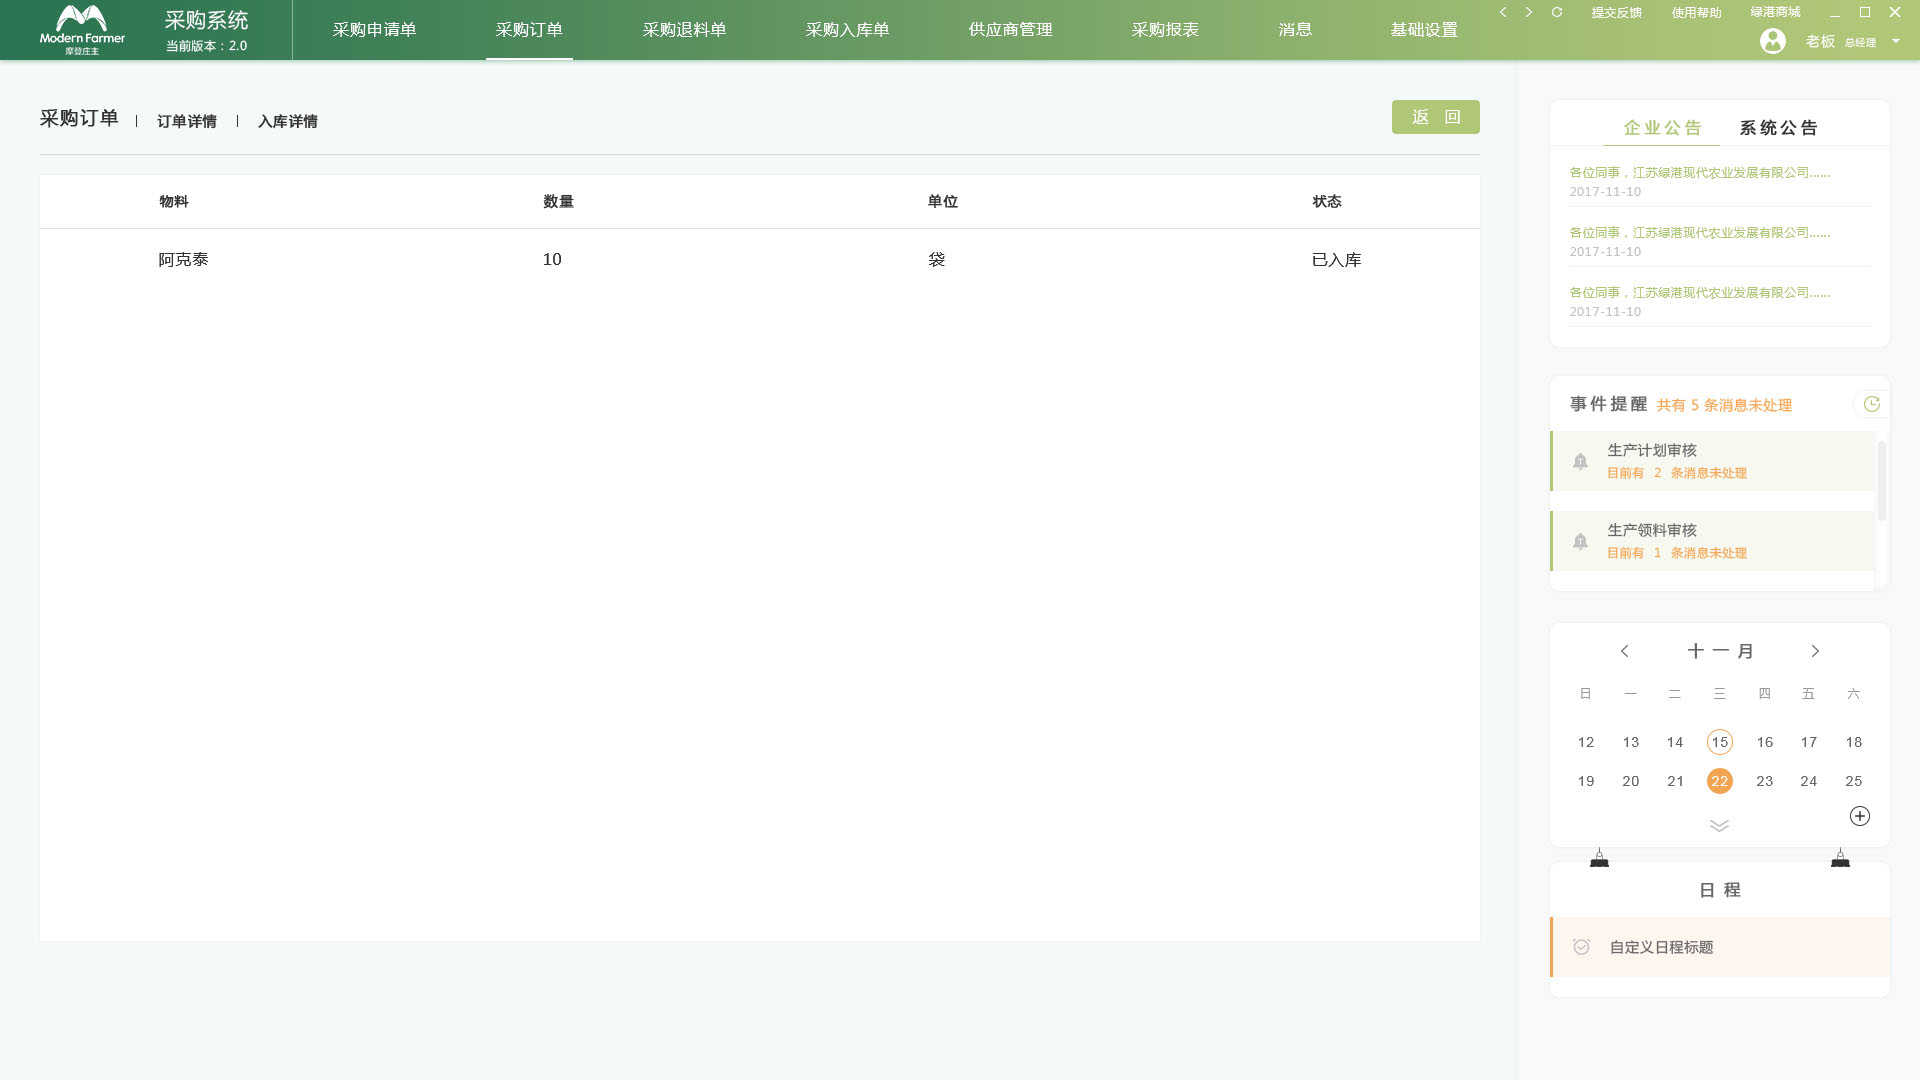 Modern Farmer
摩登庄主
采购系统
当前版本：2.0
采购申请单 采购订单 采购退料单 采购入库单 供应商管理 采购报表 消息 基础设置
提交反馈 使用帮助 绿港商城
老板 总经理
采购订单 | 订单详情 | 入库详情
返 回
物料 数量 单位 状态
阿克泰 10 袋 已入库
企业公告 系统公告
各位同事，江苏绿港现代农业发展有限公司......
2017-11-10
各位同事，江苏绿港现代农业发展有限公司......
2017-11-10
各位同事，江苏绿港现代农业发展有限公司......
2017-11-10
事件提醒 共有 5 条消息未处理
生产计划审核
目前有 2 条消息未处理
生产领料审核
目前有 1 条消息未处理
十一月
日 一 二 三 四 五 六
12 13 14 15 16 17 18
19 20 21 22 23 24 25
日程
自定义日程标题